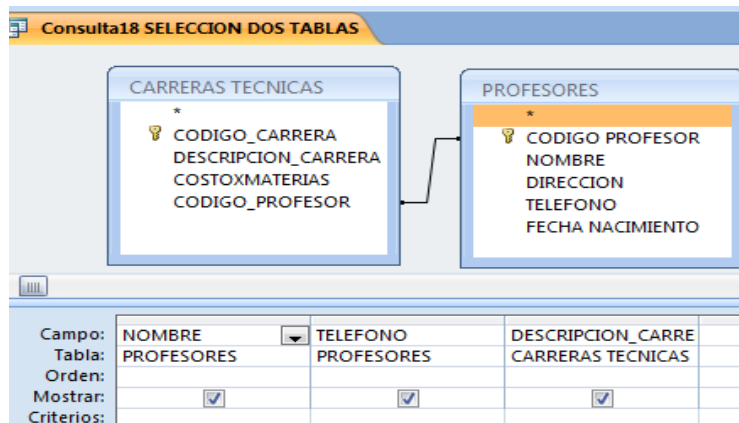 Consulta18 SELECCION DOS TABLAS
CARRERAS TECNICAS
*
CODIGO_CARRERA
DESCRIPCION_CARRERA
COSTOXMATERIAS
CODIGO_PROFESOR
PROFESORES
*
CODIGO PROFESOR
NOMBRE
DIRECCION
TELEFONO
FECHA NACIMIENTO
Campo: NOMBRE TELEFONO DESCRIPCION_CARRE
Tabla: PROFESORES PROFESORES CARRERAS TECNICAS
Orden:
Mostrar:
Criterios: